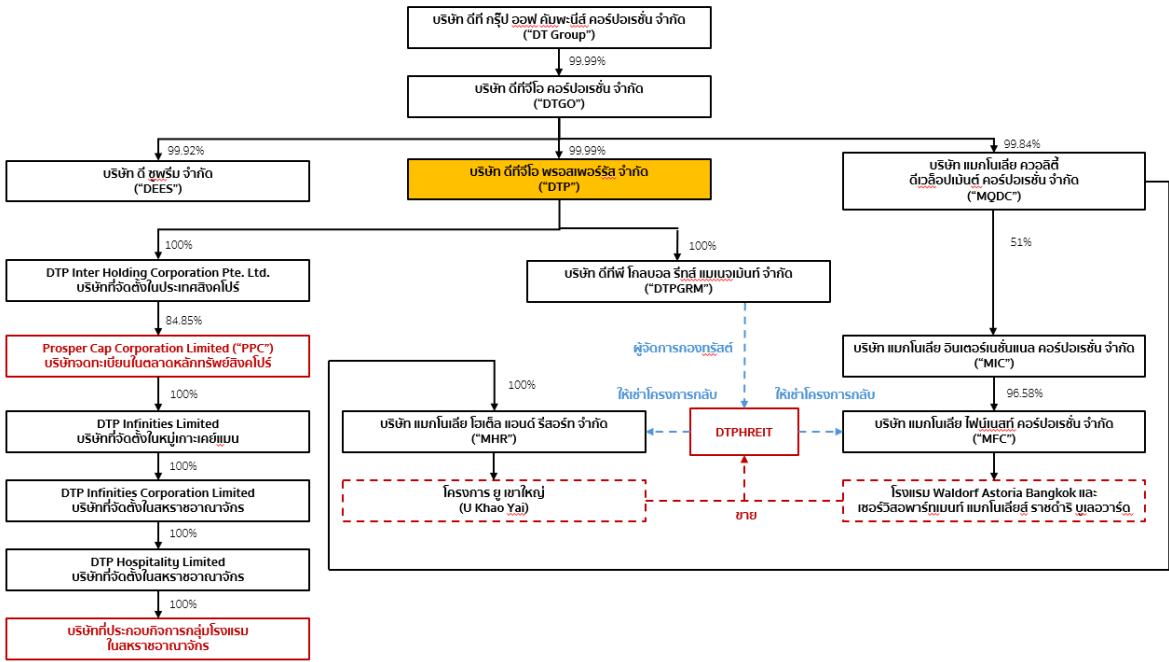 บริษัท ดีที กรุ๊ป ออฟ คัมพะนีส์ คอร์ปอเรชั่น จำกัด
(“DT Group”)
99.99%
บริษัท ดีทีจีโอ คอร์ปอเรชั่น จำกัด
(“DTGO”)
99.92%
99.99%
99.84%
บริษัท ดี ชูพรีม จำกัด
(“DEES”)
บริษัท ดีทีจีโอ พรอสเพอร์รัส จำกัด
(“DTP”)
บริษัท แมกโนเลีย ควอลิตี้
ดีเวล็อปเม้นต์ คอร์ปอเรชั่น จำกัด
(“MQDC”)
100%
100%
51%
DTP Inter Holding Corporation Pte. Ltd.
บริษัทที่จัดตั้งในประเทศสิงคโปร์
บริษัท ดีทีพี โกลบอล รีทส์ แมเนจเม้นท์ จำกัด
(“DTPGRM”)
84.85%
ผู้จัดการกองทรัสต์
Prosper Cap Corporation Limited (“PPC”)
บริษัทจดทะเบียนในตลาดหลักทรัพย์สิงคโปร์
บริษัท แมกโนเลีย อินเตอร์เนชั่นแนล คอร์ปอเรชั่น จำกัด
(“MIC”)
100%
100%
ให้เช่าโครงการกลับ
ให้เช่าโครงการกลับ
96.58%
DTP Infinities Limited
บริษัทที่จัดตั้งในหมู่เกาะเคย์แมน
บริษัท แมกโนเลีย โฮเต็ล แอนด์ รีสอร์ท จำกัด
(“MHR”)
DTPHREIT
บริษัท แมกโนเลีย ไฟน์เนสท์ คอร์ปอเรชั่น จำกัด
(“MFC”)
100%
DTP Infinities Corporation Limited
บริษัทที่จัดตั้งในสหราชอาณาจักร
โครงการ ยู เขาใหญ่
(U Khao Yai)
ขาย
โรงแรม Waldorf Astoria Bangkok และ
เซอร์วิสอพาร์ทเมนท์ แมกโนเลียส์ ราชดำริ บูเลอวาร์ด
100%
DTP Hospitality Limited
บริษัทที่จัดตั้งในสหราชอาณาจักร
100%
บริษัทที่ประกอบกิจการกลุ่มโรงแรม
ในสหราชอาณาจักร